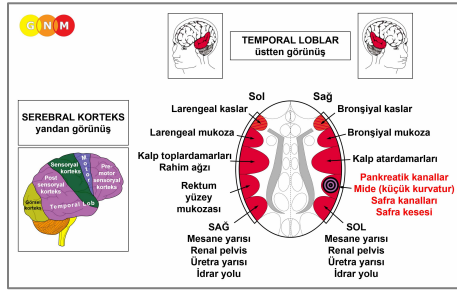 GNM
TEMPORAL LOBLAR
üstten görünüş
SEREBRAL KORTEKS
yandan görünüş
Sensoryal
korteks
Motor
Pre-
motor
sensoryal
korteks
Post
sensoryal
korteks
Görsel
korteks
Temporal Lob
Sol
Sağ
Larengeal kaslar
Bronşiyal kaslar
Larengeal mukoza
Bronşiyal mukoza
Kalp toplardamarları
Rahim ağzı
Kalp atardamarları
Rektum
yüzey
mukozası
Pankreatik kanallar
Mide (küçük kurvatur)
Safra kanalları
Safra kesesi
SAĞ
Mesane yarısı
Renal pelvis
Üretra yarısı
İdrar yolu
SOL
Mesane yarısı
Renal pelvis
Üretra yarısı
İdrar yolu